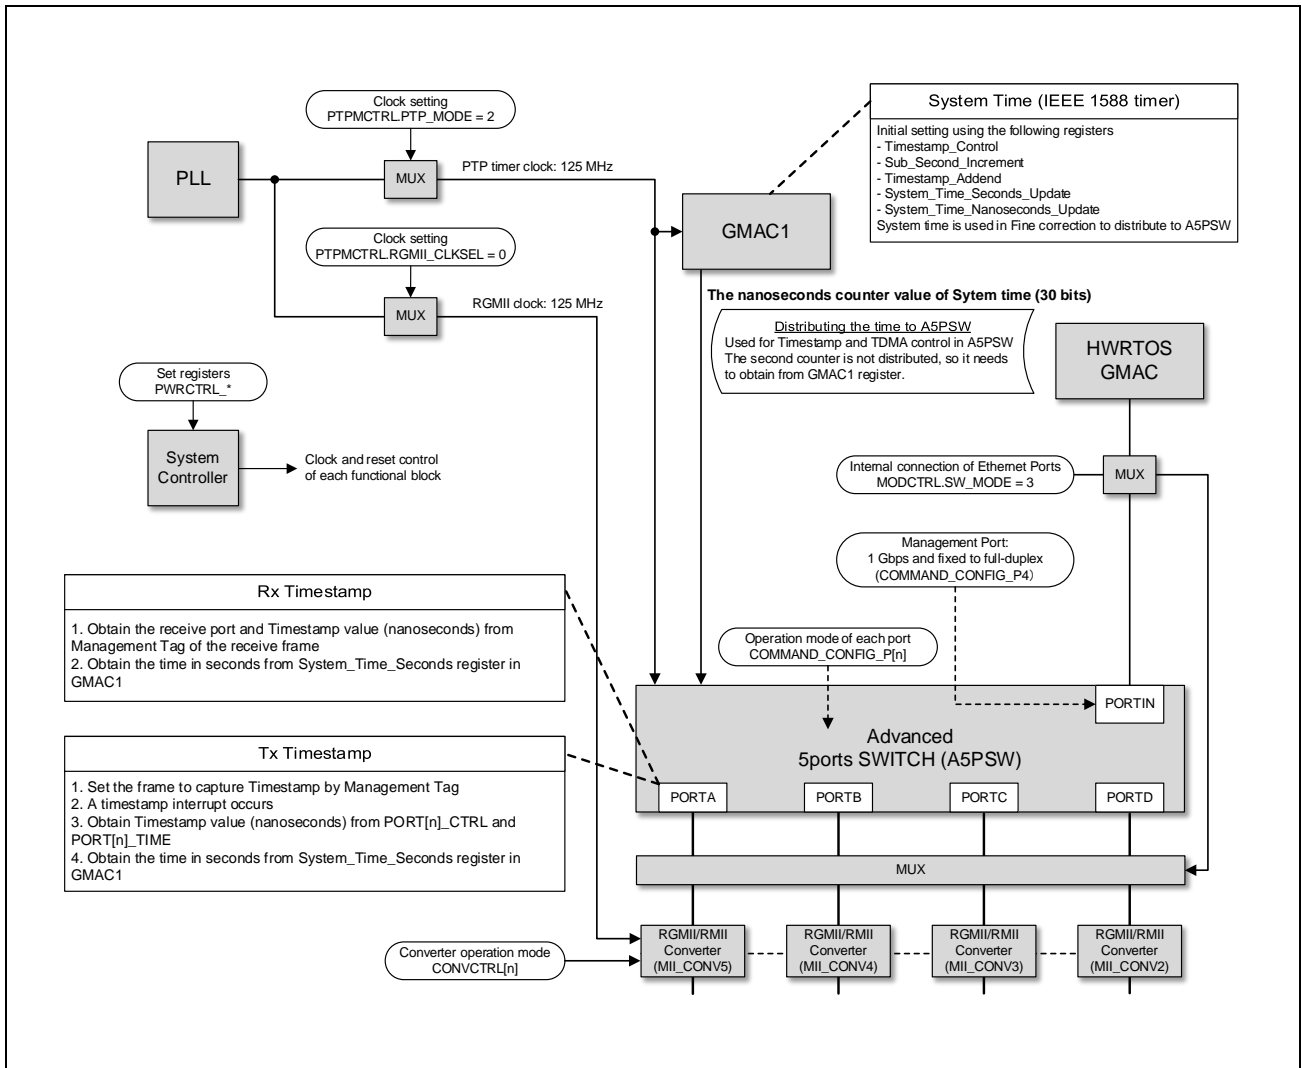 Clock setting
PTPMCTRL.PTP_MODE = 2
System Time (IEEE 1588 timer)
Initial setting using the following registers
- Timestamp_Control
- Sub_Second_Increment
- Timestamp_Addend
- System_Time_Seconds_Update
- System_Time_Nanoseconds_Update
System time is used in Fine correction to distribute to A5PSW
PLL
MUX
PTP timer clock: 125 MHz
GMAC1
Clock setting
PTPMCTRL.RGMII_CLKSEL = 0
MUX
RGMII clock: 125 MHz
The nanoseconds counter value of Sytem time (30 bits)
Distributing the time to A5PSW
Used for Timestamp and TDMA control in A5PSW
The second counter is not distributed, so it needs
to obtain from GMAC1 register.
HWRTOS
GMAC
Set registers
PWRCTRL_*
System
Controller
Clock and reset control
of each functional block
Internal connection of Ethernet Ports
MODCTRL.SW_MODE = 3
MUX
Management Port:
1 Gbps and fixed to full-duplex
(COMMAND_CONFIG_P4)
Rx Timestamp
1. Obtain the receive port and Timestamp value (nanoseconds) from
Management Tag of the receive frame
2. Obtain the time in seconds from System_Time_Seconds register in
GMAC1
Operation mode of each port
COMMAND_CONFIG_P[n]
PORTIN
Advanced
5ports SWITCH (A5PSW)
Tx Timestamp
1. Set the frame to capture Timestamp by Management Tag
2. A timestamp interrupt occurs
3. Obtain Timestamp value (nanoseconds) from PORT[n]_CTRL and
PORT[n]_TIME
4. Obtain the time in seconds from System_Time_Seconds register in
GMAC1
PORTA
PORTB
PORTC
PORTD
MUX
Converter operation mode
CONVCTRL[n]
RGMII/RMII
Converter
(MII_CONV5)
RGMII/RMII
Converter
(MII_CONV4)
RGMII/RMII
Converter
(MII_CONV3)
RGMII/RMII
Converter
(MII_CONV2)